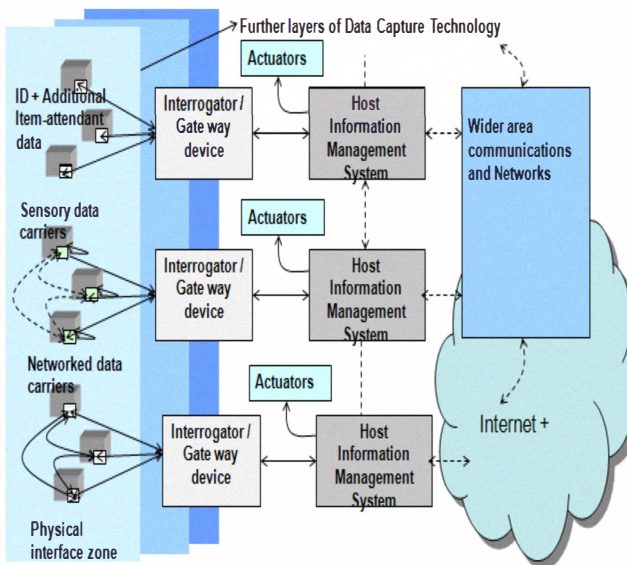 Further layers of Data Capture Technology
Actuators
ID + Additional
Item-attendant
data
Interrogator /
Gate way
device
Host
Information
Management
System
Wider area
communications
and Networks
Sensory data
carriers
Actuators
Interrogator /
Gate way
device
Host
Information
Management
System
Networked data
carriers
Actuators
Interrogator /
Gate way
device
Host
Information
Management
System
Internet +
Physical
interface zone